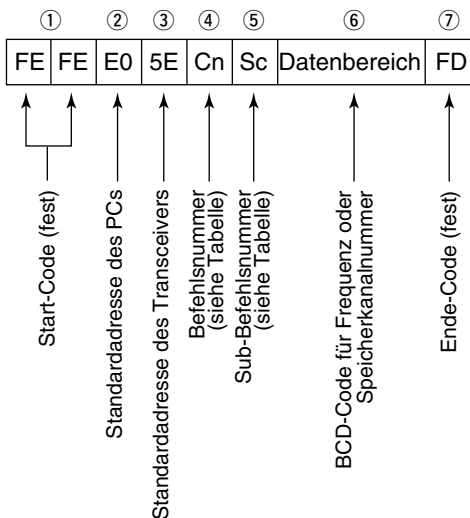 ① ② ③ ④ ⑤ ⑥ ⑦
FE FE E0 5E Cn Sc Datenbereich FD
Start-Code (fest)
Standardadresse des PCs
Standardadresse des Transceivers
Befehlsnummer
(siehe Tabelle)
Sub-Befehlsnummer
(siehe Tabelle)
BCD-Code für Frequenz oder
Speicherkanalnummer
Ende-Code (fest)